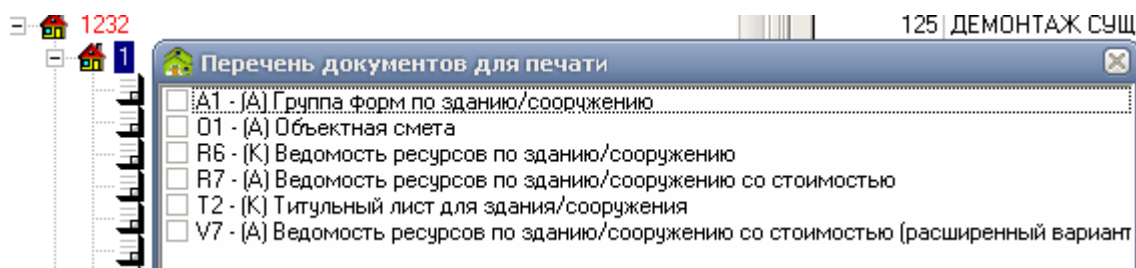 1232
125 ДЕМОНТАЖ СУЩ
1
Перечень документов для печати
A1 - (А) Группа форм по зданию/сооружению
O1 - (А) Объектная смета
R6 - (К) Ведомость ресурсов по зданию/сооружению
R7 - (А) Ведомость ресурсов по зданию/сооружению со стоимостью
T2 - (К) Титульный лист для здания/сооружения
V7 - (А) Ведомость ресурсов по зданию/сооружению со стоимостью (расширенный вариант